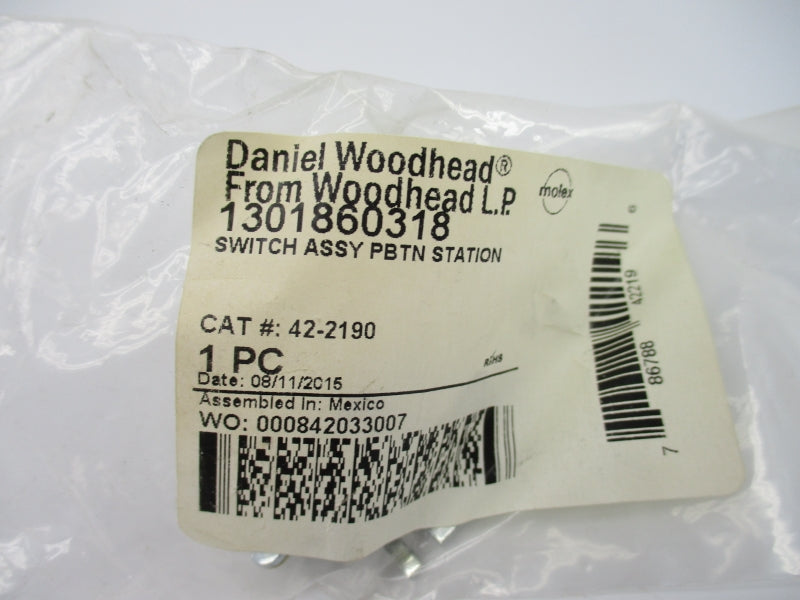 Daniel Woodhead®
From Woodhead L.P.
molex
1301860318
SWITCH ASSY PBTN STATION
CAT #: 42-2190
1 PC
Date: 08/11/2015
Assembled In: Mexico
WO: 000842033007
7 86788 42219 6